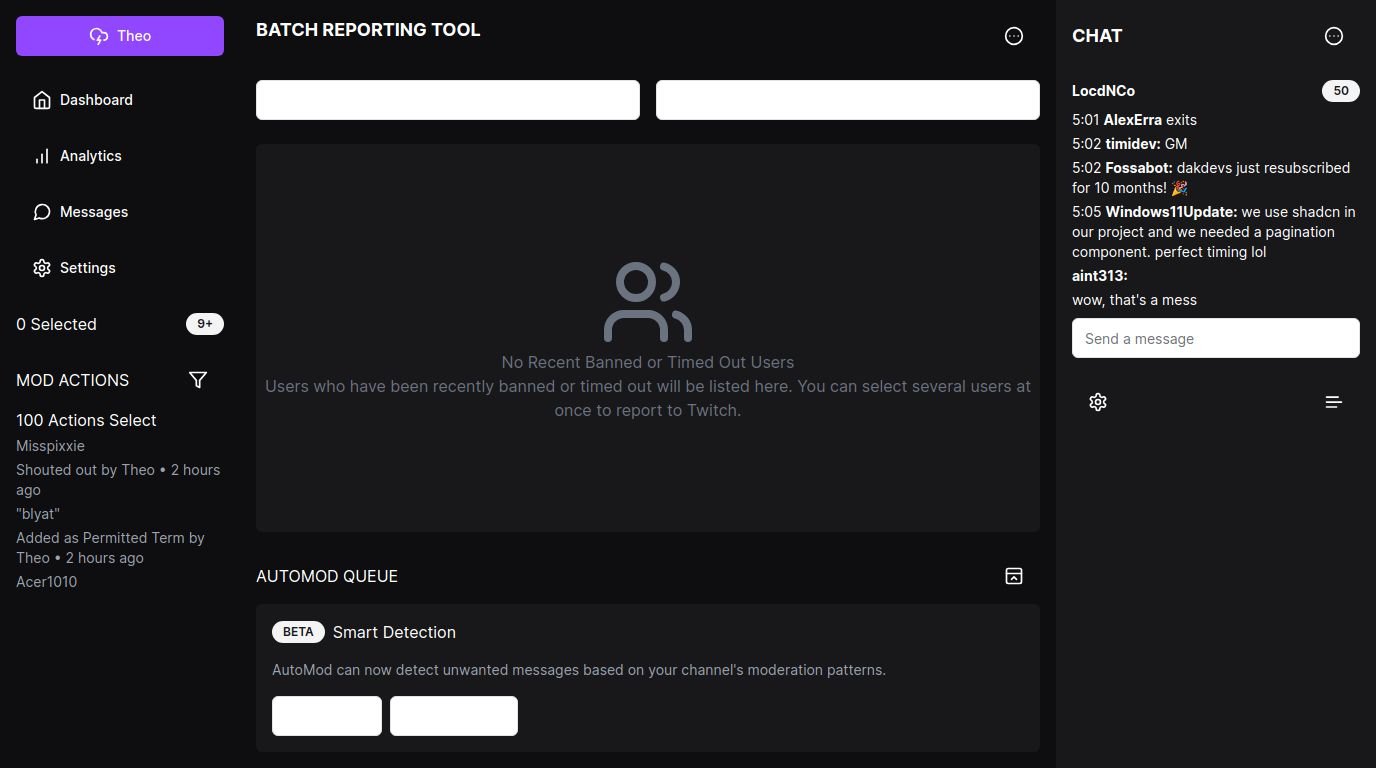 Theo
Dashboard
Analytics
Messages
Settings
0 Selected
9+
MOD ACTIONS
100 Actions Select
Misspixxie
Shouted out by Theo • 2 hours
ago
"blyat"
Added as Permitted Term by
Theo • 2 hours ago
Acer1010
BATCH REPORTING TOOL
No Recent Banned or Timed Out Users
Users who have been recently banned or timed out will be listed here. You can select several users at
once to report to Twitch.
AUTOMOD QUEUE
BETA Smart Detection
AutoMod can now detect unwanted messages based on your channel's moderation patterns.
CHAT
LocdNCo
50
5:01 AlexErra exits
5:02 timidev: GM
5:02 Fossabot: dakdevs just resubscribed
for 10 months! 🎉
5:05 Windows11Update: we use shadcn in
our project and we needed a pagination
component. perfect timing lol
aint313:
wow, that's a mess
Send a message